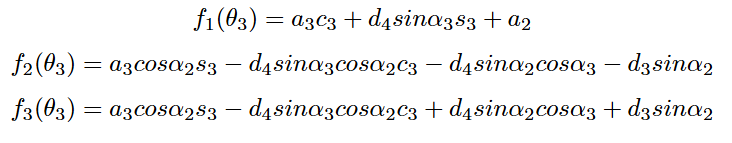 f₁(θ₃) = a₃c₃ + d₄sinα₃s₃ + a₂
f₂(θ₃) = a₃cosα₂s₃ − d₄sinα₃cosα₂c₃ − d₄sinα₂cosα₃ − d₃sinα₂
f₃(θ₃) = a₃cosα₂s₃ − d₄sinα₃cosα₂c₃ + d₄sinα₂cosα₃ + d₃sinα₂